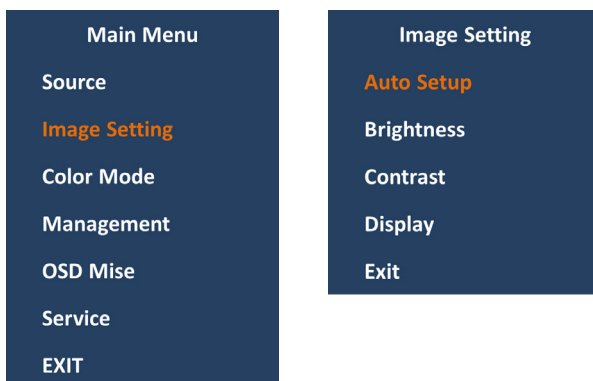 Main Menu
Source
Image Setting
Color Mode
Management
OSD Mise
Service
EXIT
Image Setting
Auto Setup
Brightness
Contrast
Display
Exit